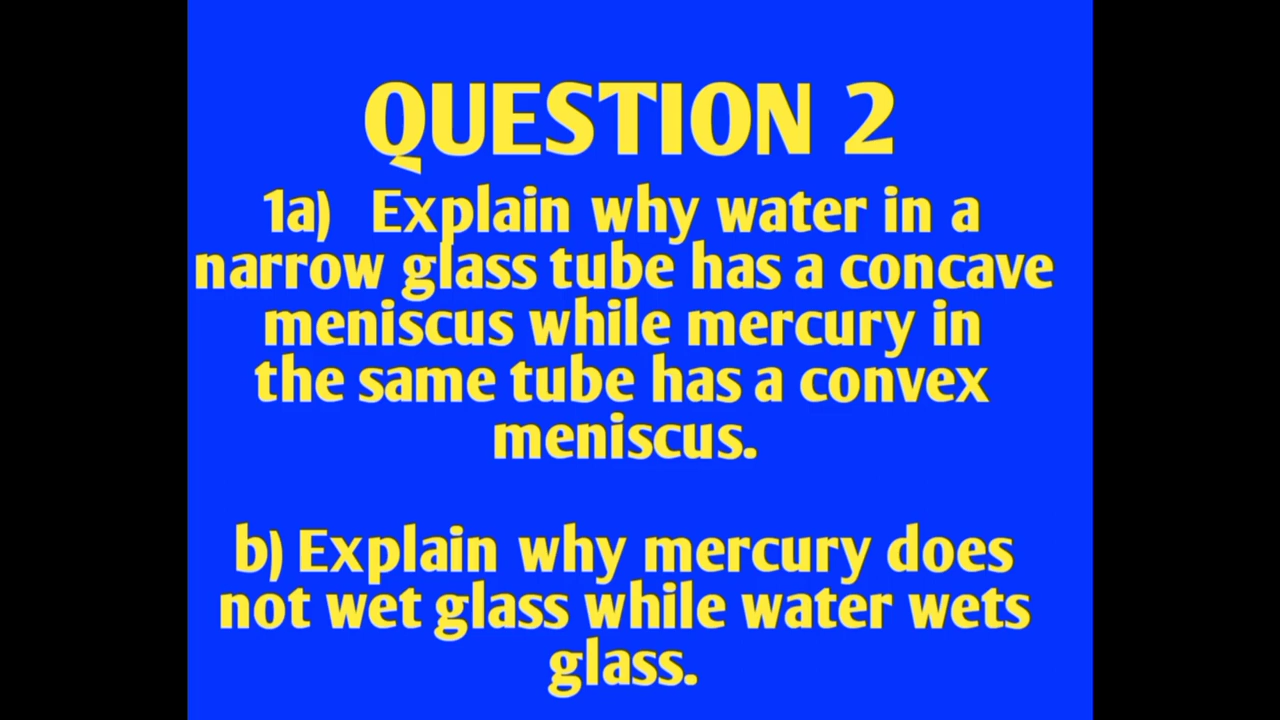 QUESTION 2
1a) Explain why water in a
narrow glass tube has a concave
meniscus while mercury in
the same tube has a convex
meniscus.
b) Explain why mercury does
not wet glass while water wets
glass.